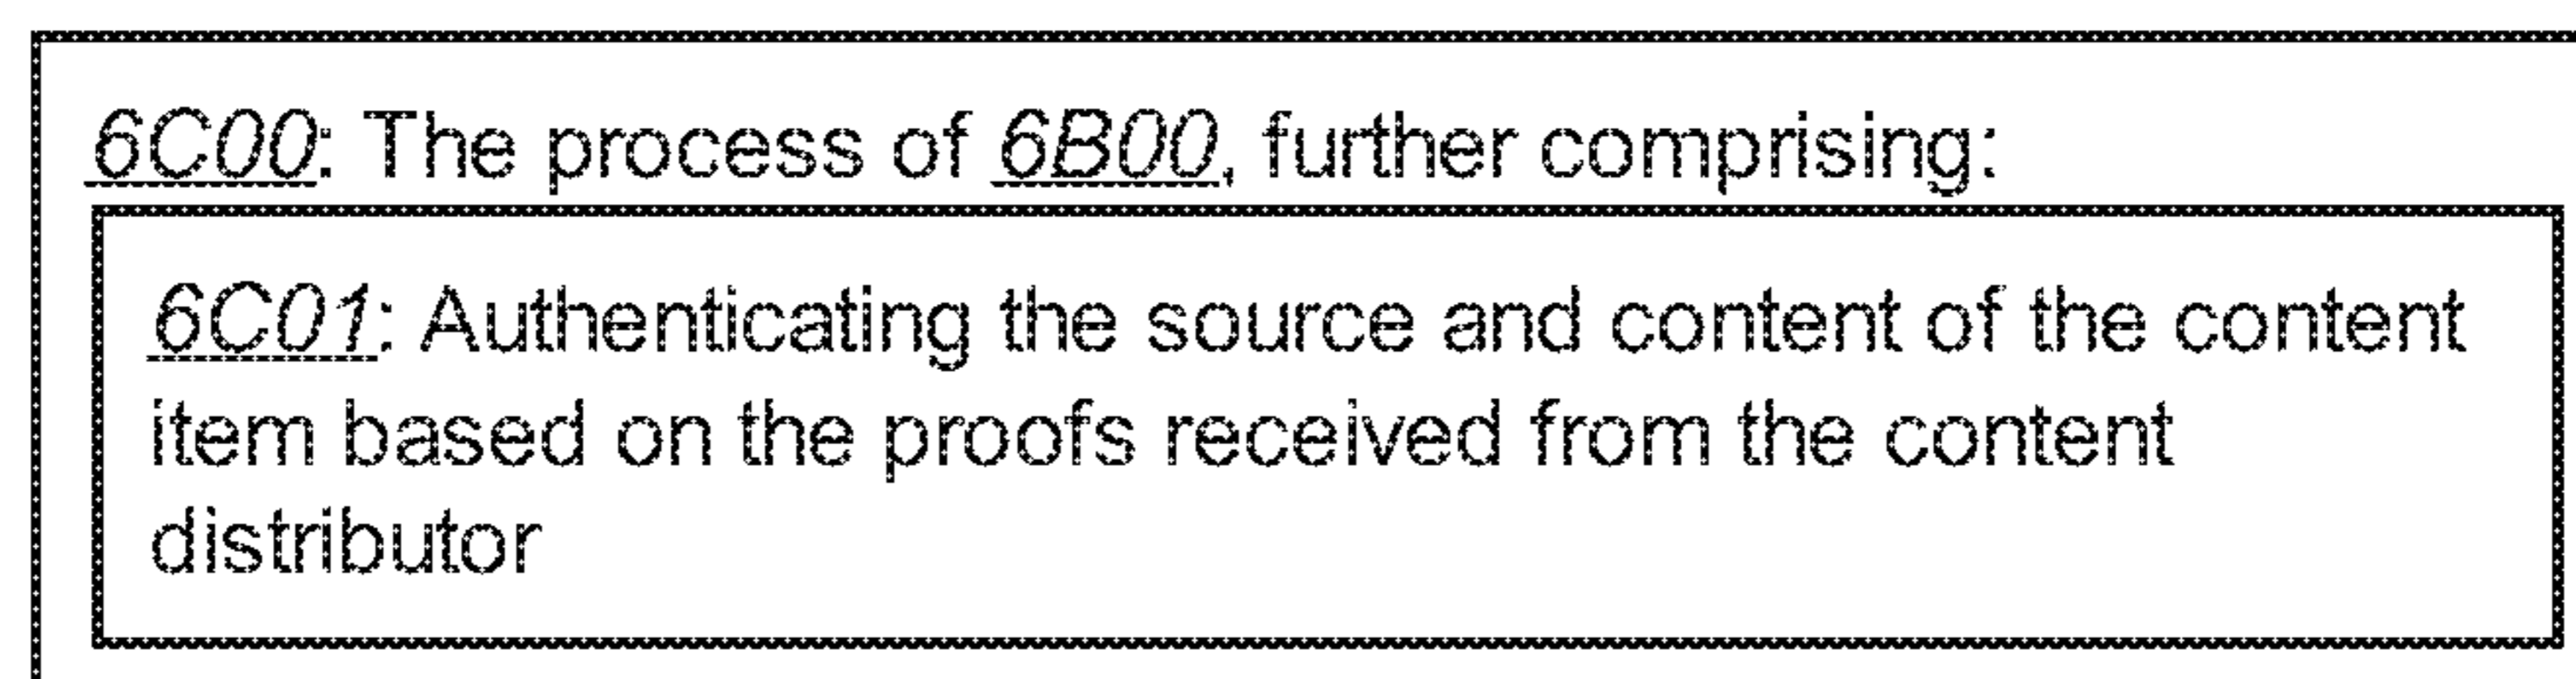 6C00: The process of 6B00, further comprising:
6C01: Authenticating the source and content of the content
item based on the proofs received from the content
distributor